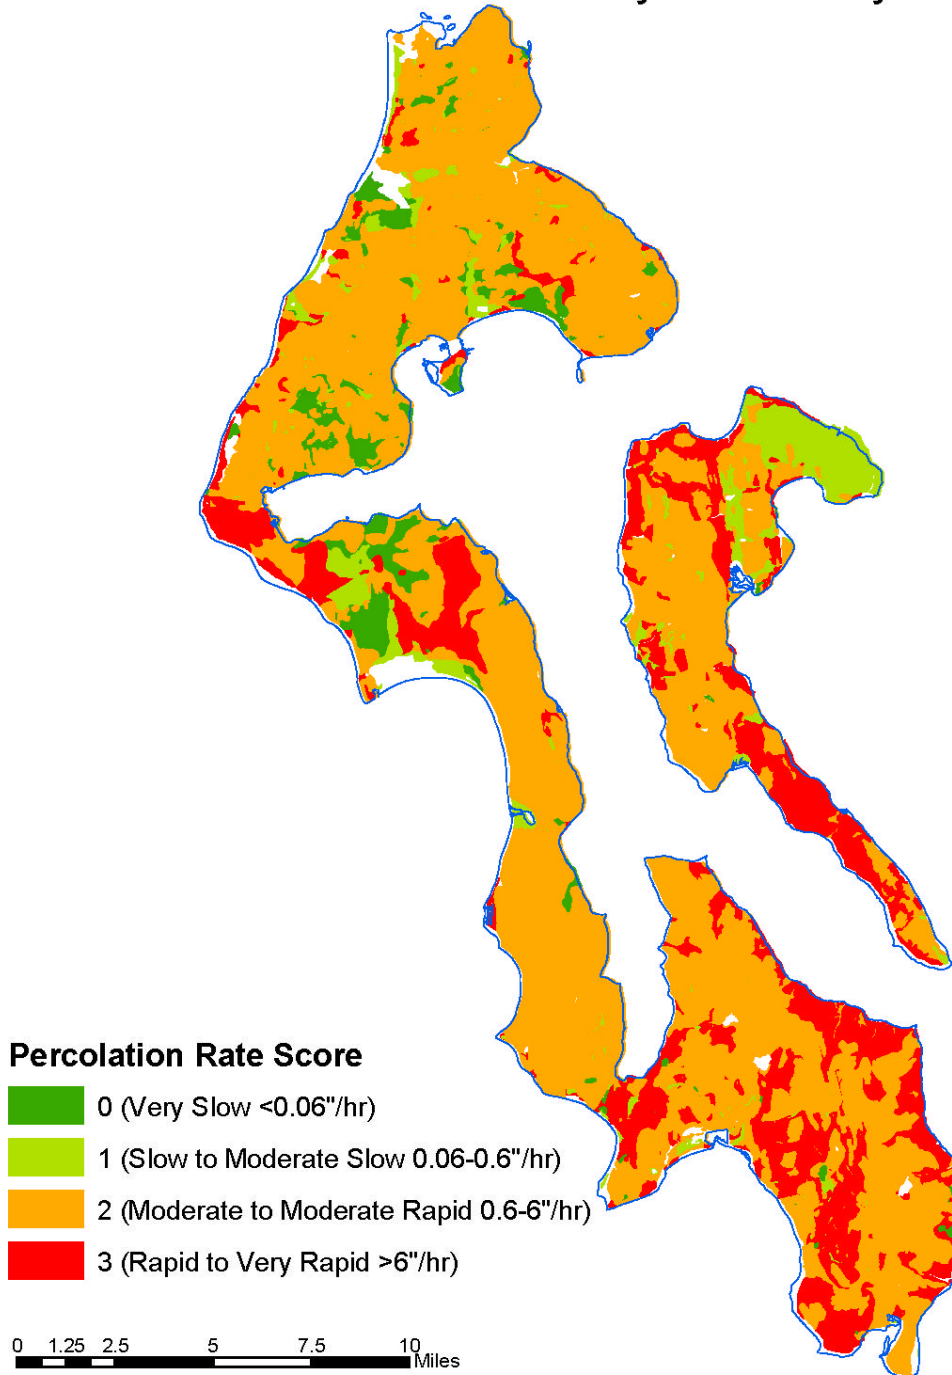 Percolation Rate Score
0 (Very Slow <0.06"/hr)
1 (Slow to Moderate Slow 0.06-0.6"/hr)
2 (Moderate to Moderate Rapid 0.6-6"/hr)
3 (Rapid to Very Rapid >6"/hr)
0 1.25 2.5 5 7.5 10
Miles